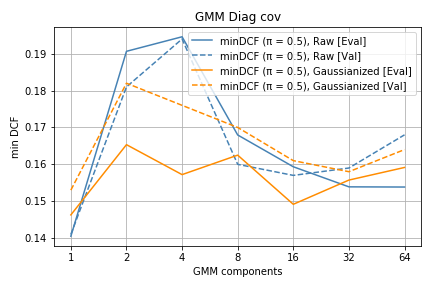 GMM Diag cov
minDCF (π = 0.5), Raw [Eval]
minDCF (π = 0.5), Raw [Val]
minDCF (π = 0.5), Gaussianized [Eval]
minDCF (π = 0.5), Gaussianized [Val]
min DCF
0.19
0.18
0.17
0.16
0.15
0.14
1 2 4 8 16 32 64
GMM components